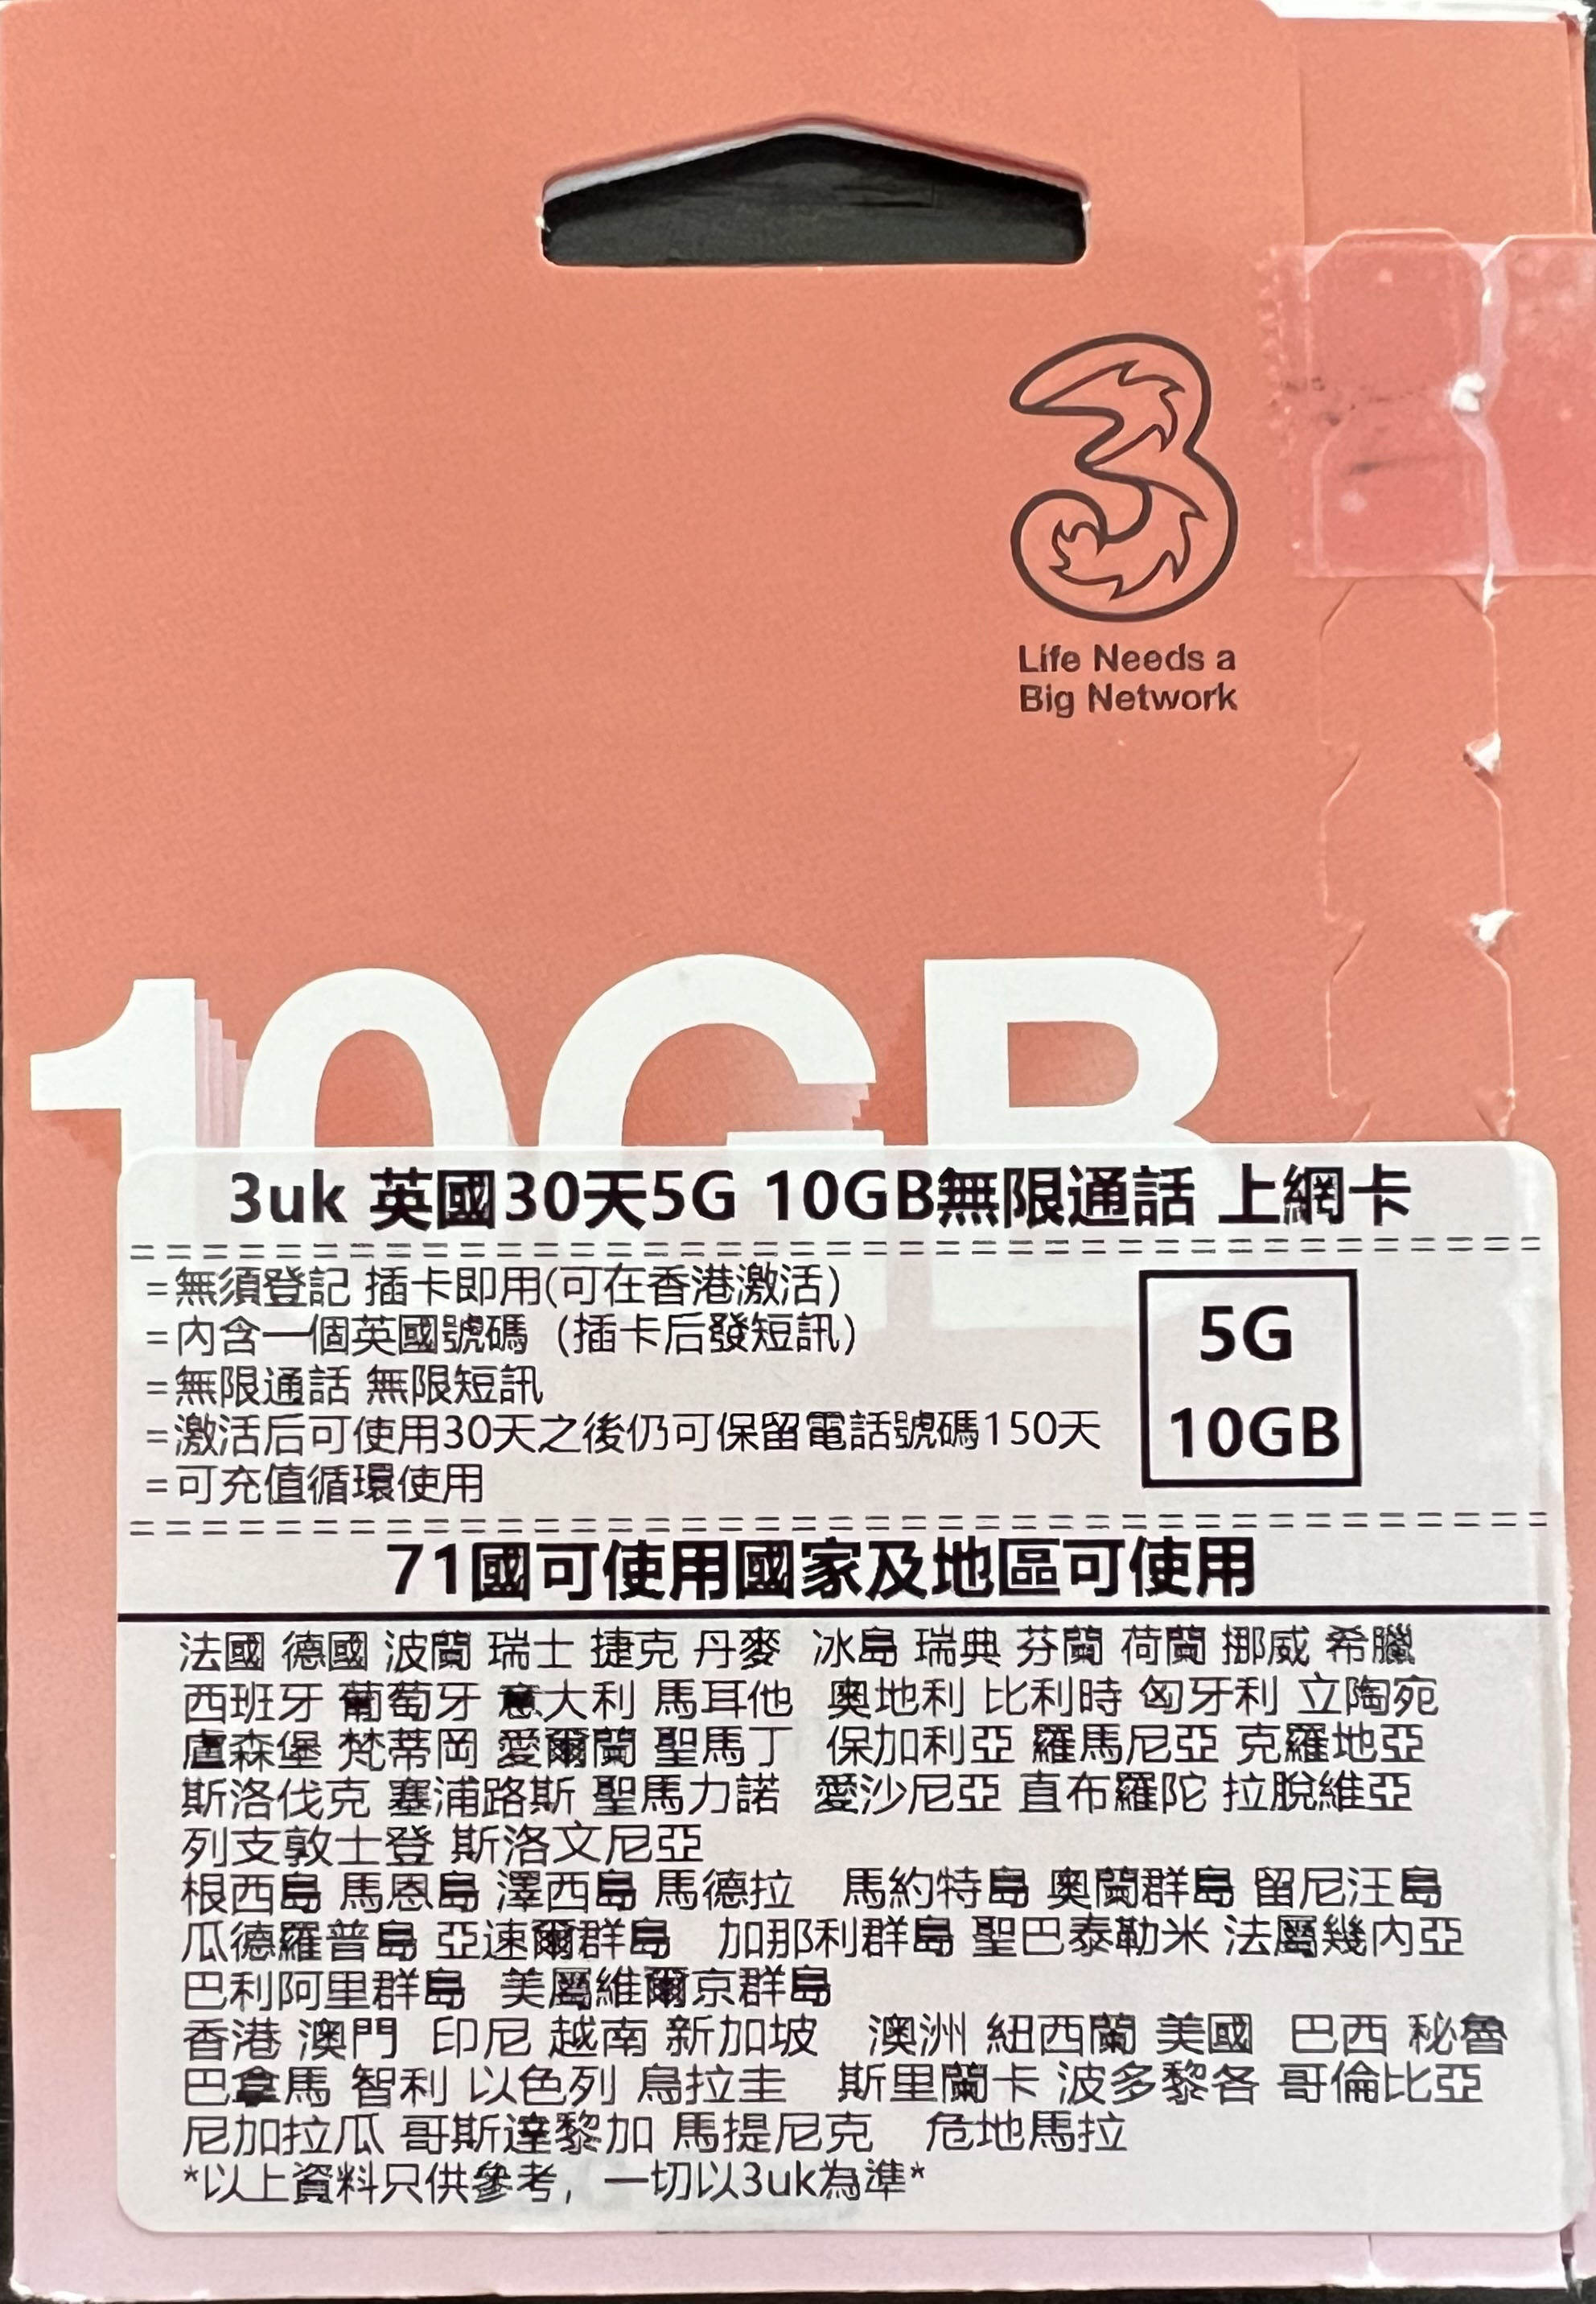 3
Life Needs a
Big Network
10GB
3uk 英國30天5G 10GB無限通話 上網卡
=無須登記 插卡即用(可在香港激活)
=內含一個英國號碼 (插卡后發短訊)
=無限通話 無限短訊
=激活后可使用30天之後仍可保留電話號碼150天
=可充值循環使用
5G
10GB
71國可使用國家及地區可使用
法國 德國 波蘭 瑞士 捷克 丹麥 冰島 瑞典 芬蘭 荷蘭 挪威 希臘
西班牙 葡萄牙 意大利 馬耳他 奧地利 比利時 匈牙利 立陶宛
盧森堡 梵蒂岡 愛爾蘭 聖馬丁 保加利亞 羅馬尼亞 克羅地亞
斯洛伐克 塞浦路斯 聖馬力諾 愛沙尼亞 直布羅陀 拉脫維亞
列支敦士登 斯洛文尼亞
根西島 馬恩島 澤西島 馬德拉 馬約特島 奧蘭群島 留尼汪島
瓜德羅普島 亞速爾群島 加那利群島 聖巴泰勒米 法屬幾內亞
巴利阿里群島 美屬維爾京群島
香港 澳門 印尼 越南 新加坡 澳洲 紐西蘭 美國 巴西 秘魯
巴拿馬 智利 以色列 烏拉圭 斯里蘭卡 波多黎各 哥倫比亞
尼加拉瓜 哥斯達黎加 馬提尼克 危地馬拉
*以上資料只供參考，一切以3uk為準*